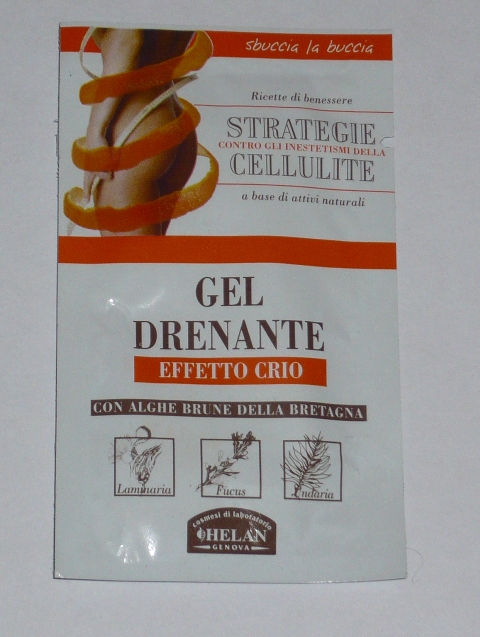 sbuccia la buccia
Ricette di benessere
STRATEGIE
CONTRO GLI INESTETISMI DELLA
CELLULITE
a base di attivi naturali
GEL
DRENANTE
EFFETTO CRIO
CON ALGHE BRUNE DELLA BRETAGNA
Laminaria Fucus Undaria
cosmesi di laboratorio
HELAN
GENOVA